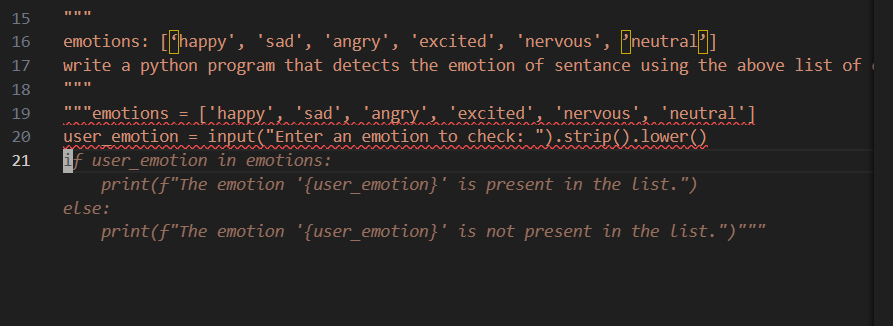 15 """
16 emotions: [‘happy', 'sad', 'angry', 'excited', 'nervous', ’neutral’]
17 write a python program that detects the emotion of sentance using the above list of
18 """
19 """emotions = ['happy', 'sad', 'angry', 'excited', 'nervous', 'neutral']
20 user_emotion = input("Enter an emotion to check: ").strip().lower()
21 if user_emotion in emotions:
print(f"The emotion '{user_emotion}' is present in the list.")
else:
print(f"The emotion '{user_emotion}' is not present in the list.")"""